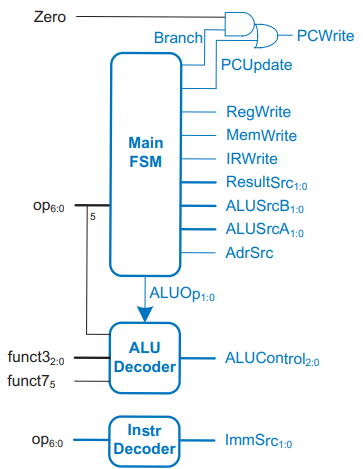 Zero
Branch
PCWrite
PCUpdate
Main
FSM
RegWrite
MemWrite
IRWrite
ResultSrc1:0
ALUSrcB1:0
ALUSrcA1:0
AdrSrc
op6:0
5
ALUOp1:0
ALU
Decoder
funct32:0
funct75
ALUControl2:0
op6:0
Instr
Decoder
ImmSrc1:0